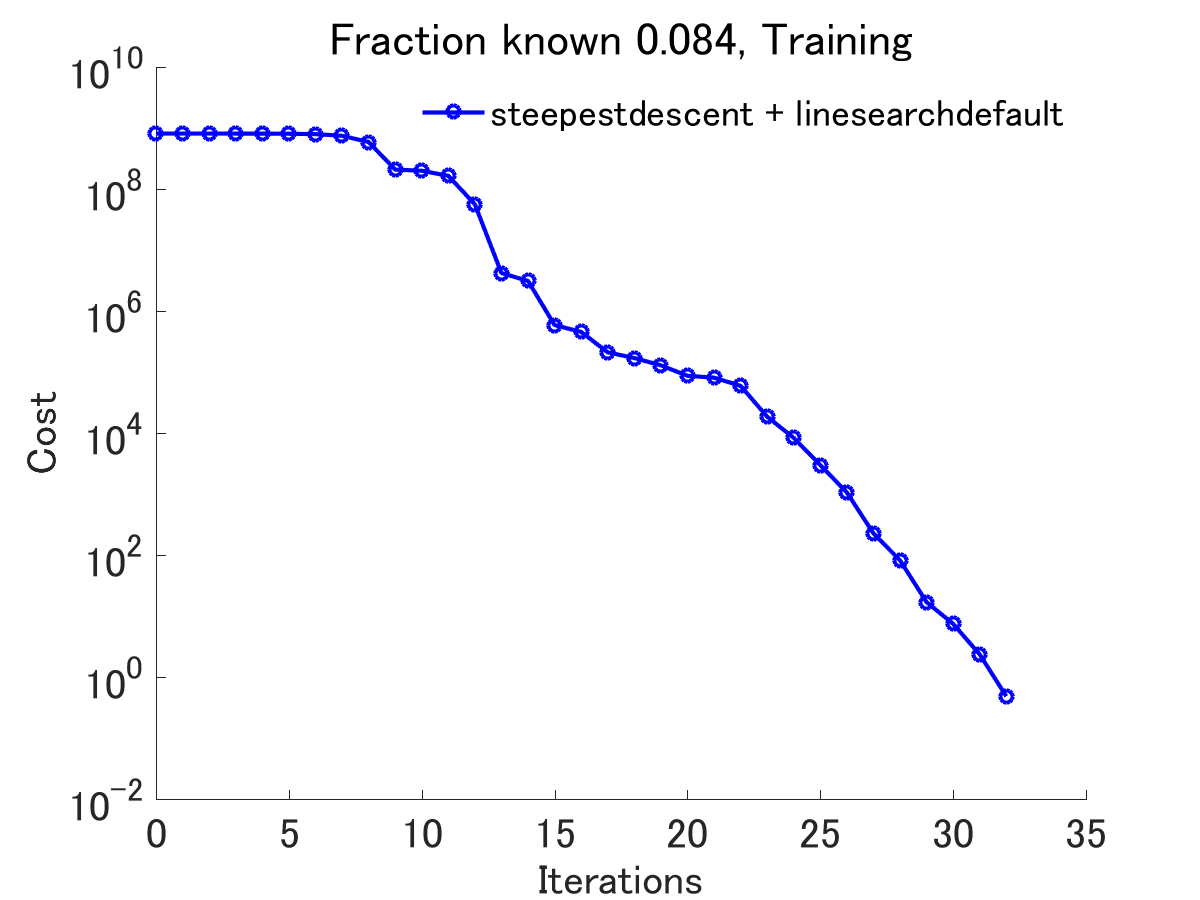 Fraction known 0.084, Training
steepestdescent + linesearchdefault
10^10
10^8
10^6
10^4
10^2
10^0
10^-2
Cost
0 5 10 15 20 25 30 35
Iterations